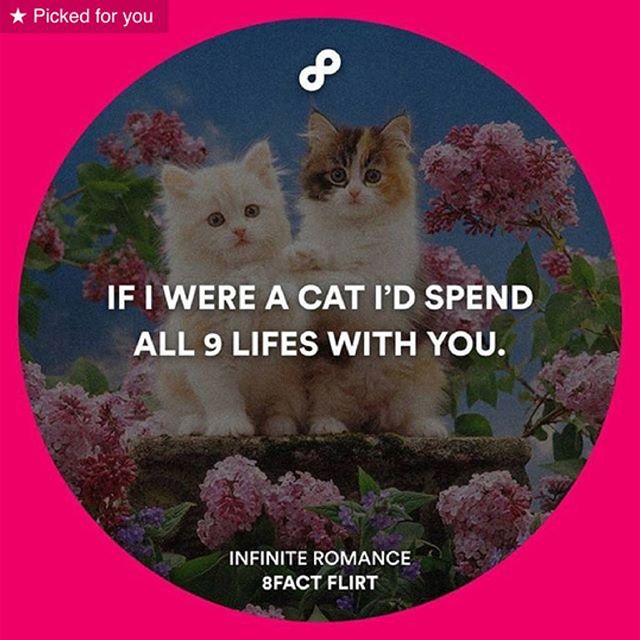 ★ Picked for you
IF I WERE A CAT I'D SPEND
ALL 9 LIFES WITH YOU.
INFINITE ROMANCE
8FACT FLIRT